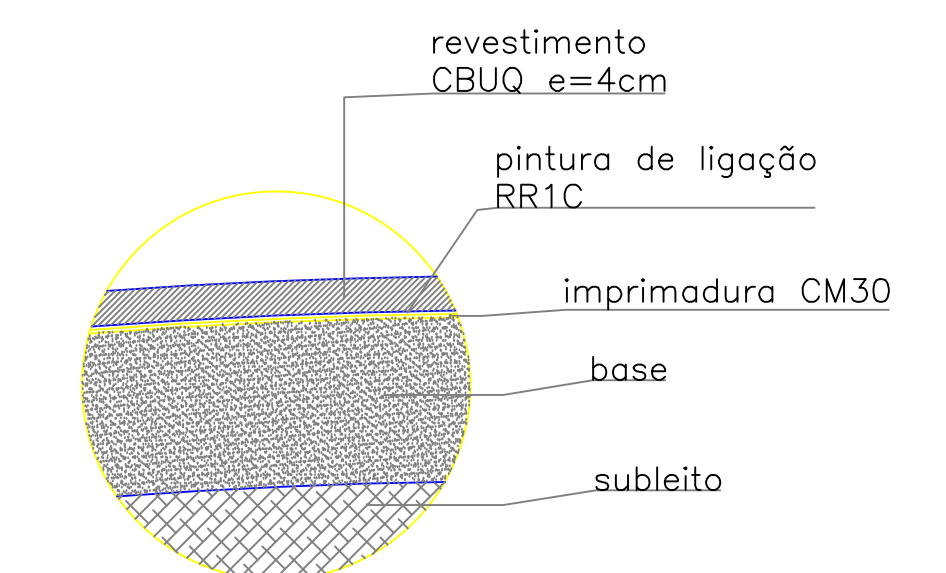 revestimento
CBUQ e=4cm
pintura de ligação
RR1C
imprimadura CM30
base
subleito